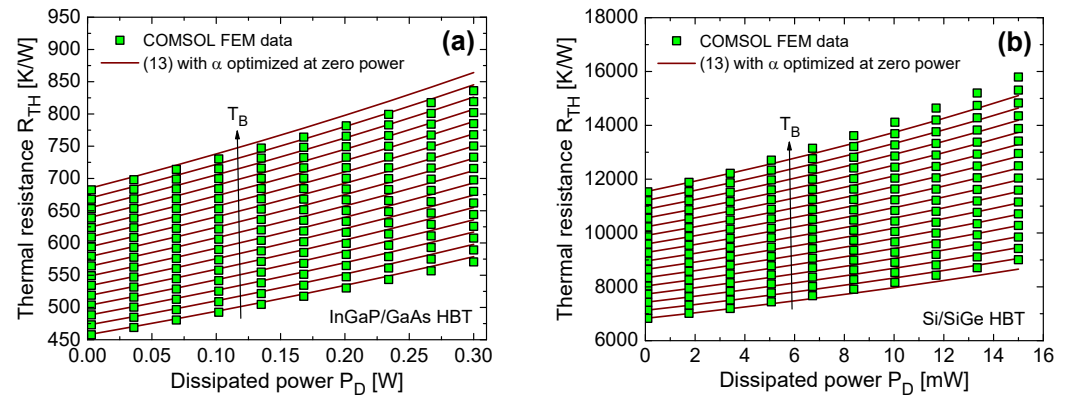 950
900
850
800
750
700
650
600
550
500
450
Thermal resistance R_TH [K/W]
COMSOL FEM data
(13) with α optimized at zero power
(a)
T_B
InGaP/GaAs HBT
0.00 0.05 0.10 0.15 0.20 0.25 0.30
Dissipated power P_D [W]
18000
16000
14000
12000
10000
8000
6000
Thermal resistance R_TH [K/W]
COMSOL FEM data
(13) with α optimized at zero power
(b)
T_B
Si/SiGe HBT
0 2 4 6 8 10 12 14 16
Dissipated power P_D [mW]